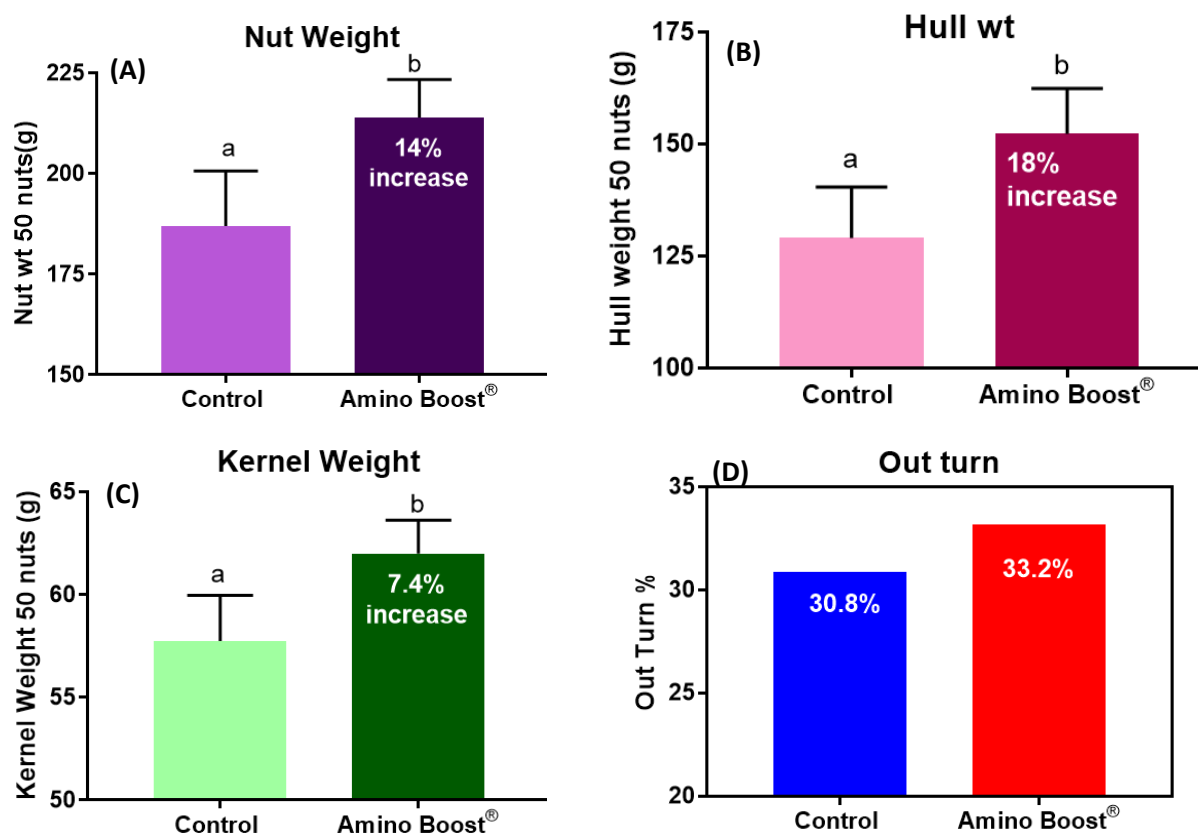 Nut Weight
(A)
Nut wt 50 nuts(g)
225
200
175
150
a
b
14%
increase
Control
Amino Boost®
Hull wt
(B)
Hull weight 50 nuts (g)
175
150
125
100
a
b
18%
increase
Control
Amino Boost®
Kernel Weight
(C)
Kernel Weight 50 nuts (g)
65
60
55
50
a
b
7.4%
increase
Control
Amino Boost®
Out turn
(D)
Out Turn %
35
30
25
20
30.8%
33.2%
Control
Amino Boost®